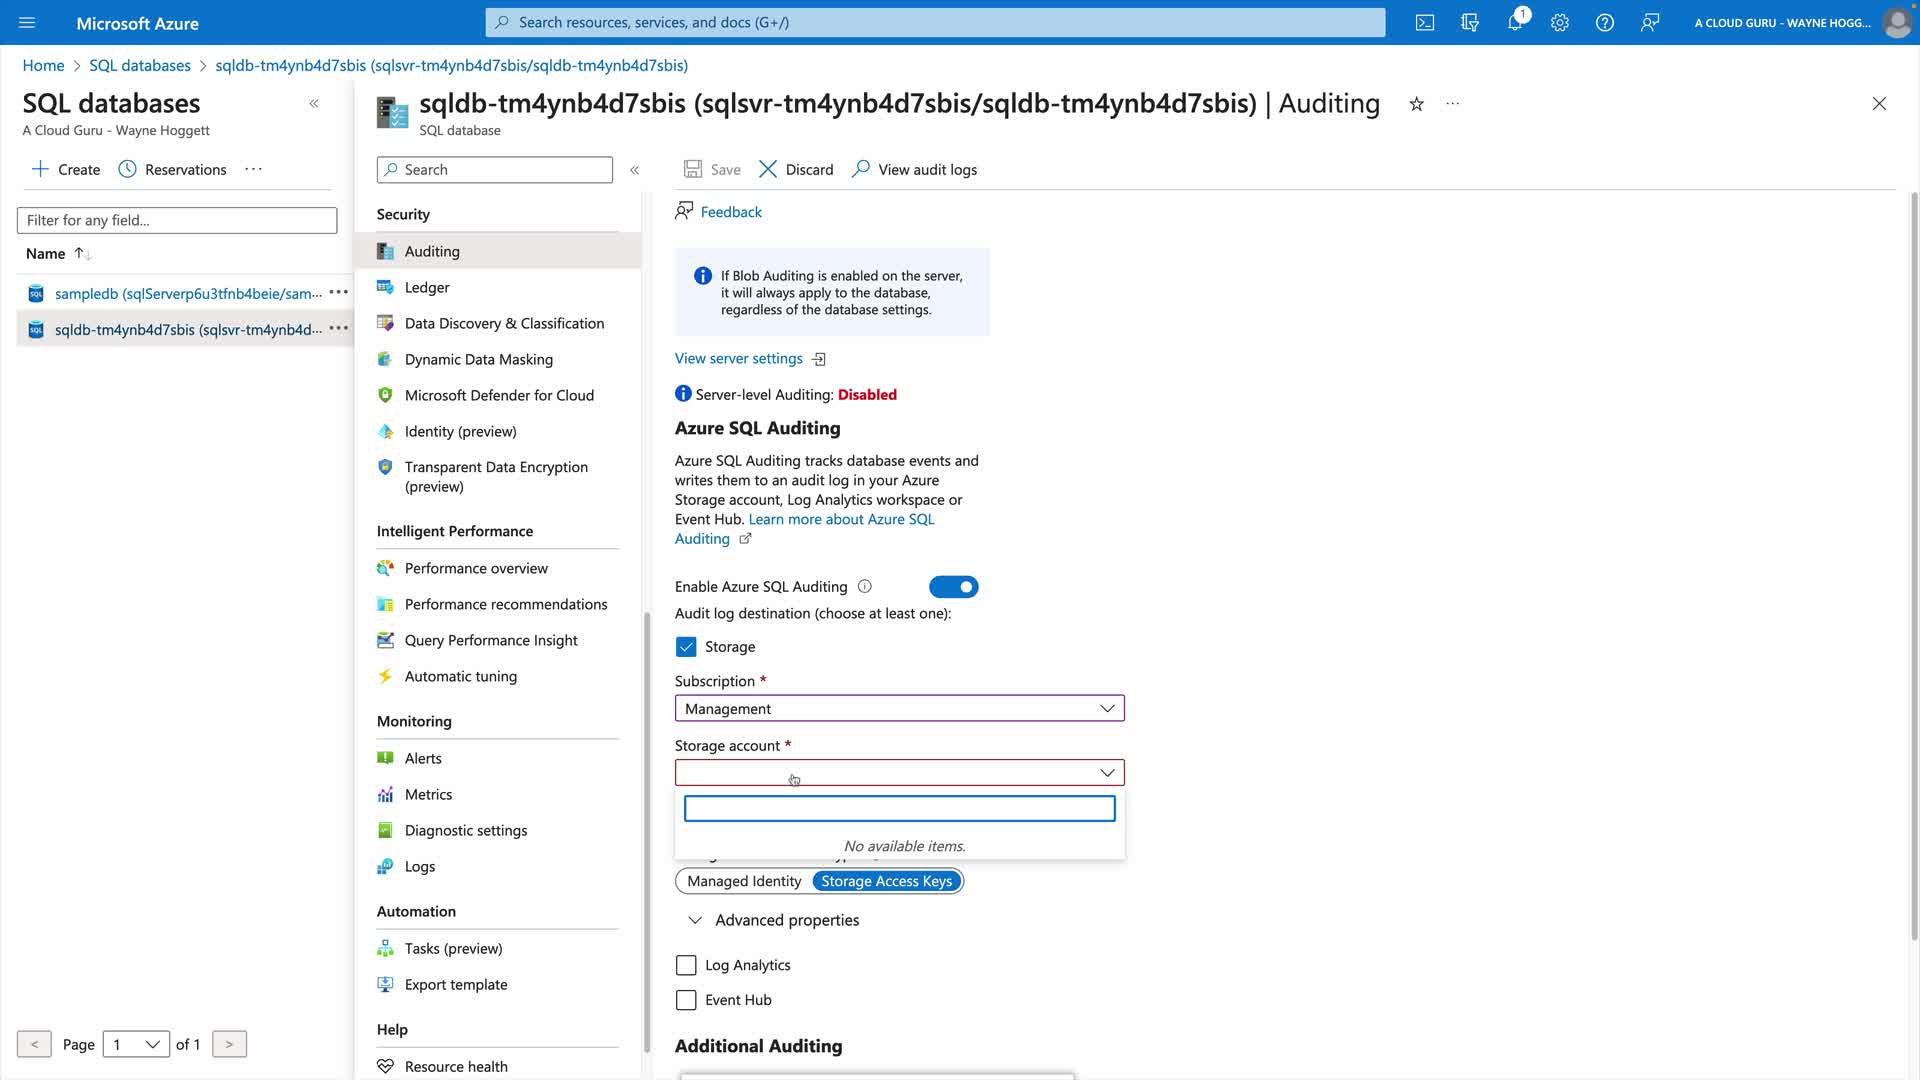 Microsoft Azure
Search resources, services, and docs (G+/)
1
A CLOUD GURU - WAYNE HOGG...
Home > SQL databases > sqldb-tm4ynb4d7sbis (sqlsvr-tm4ynb4d7sbis/sqldb-tm4ynb4d7sbis)
SQL databases
A Cloud Guru - Wayne Hoggett
Create
Reservations
Filter for any field...
Name
sampledb (sqlServerp6u3tfnb4beie/sam...
sqldb-tm4ynb4d7sbis (sqlsvr-tm4ynb4d...
< Page 1 of 1 >
sqldb-tm4ynb4d7sbis (sqlsvr-tm4ynb4d7sbis/sqldb-tm4ynb4d7sbis) | Auditing
SQL database
Search
Security
Auditing
Ledger
Data Discovery & Classification
Dynamic Data Masking
Microsoft Defender for Cloud
Identity (preview)
Transparent Data Encryption
(preview)
Intelligent Performance
Performance overview
Performance recommendations
Query Performance Insight
Automatic tuning
Monitoring
Alerts
Metrics
Diagnostic settings
Logs
Automation
Tasks (preview)
Export template
Help
Resource health
Save
Discard
View audit logs
Feedback
If Blob Auditing is enabled on the server,
it will always apply to the database,
regardless of the database settings.
View server settings
Server-level Auditing: Disabled
Azure SQL Auditing
Azure SQL Auditing tracks database events and
writes them to an audit log in your Azure
Storage account, Log Analytics workspace or
Event Hub. Learn more about Azure SQL
Auditing
Enable Azure SQL Auditing
Audit log destination (choose at least one):
Storage
Subscription *
Management
Storage account *
No available items.
Managed Identity
Storage Access Keys
Advanced properties
Log Analytics
Event Hub
Additional Auditing